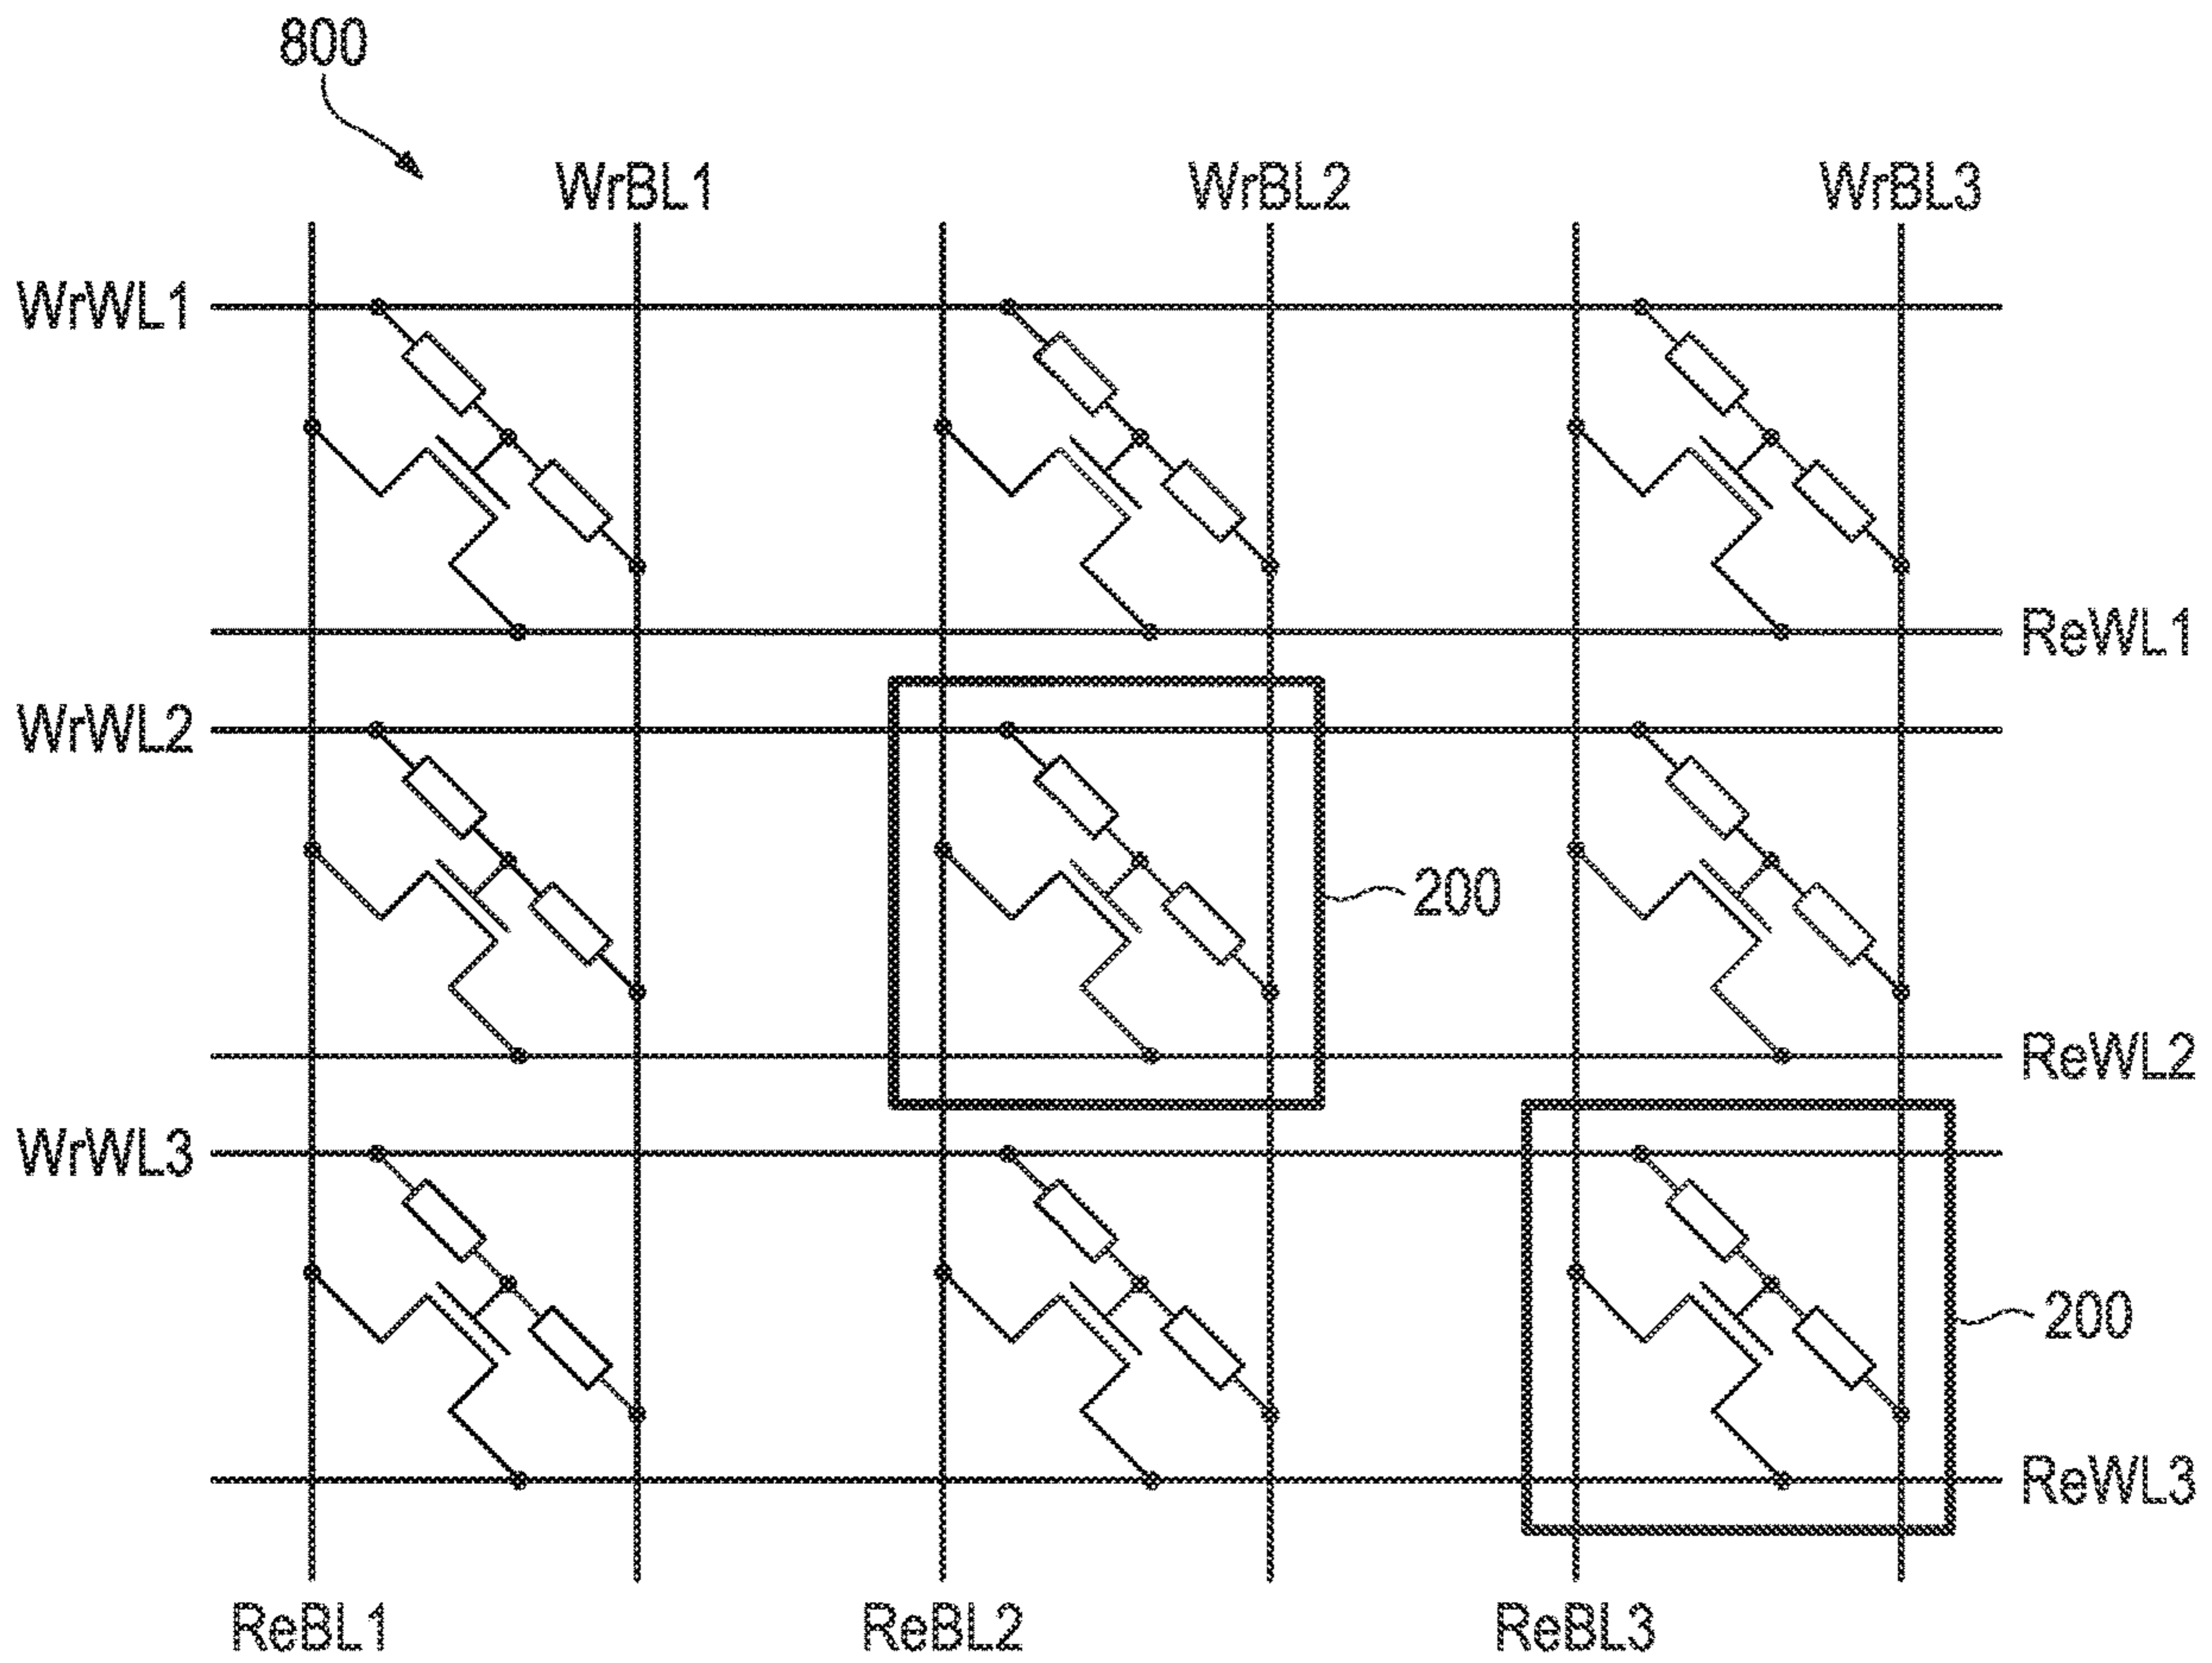 800
WrBL1 WrBL2 WrBL3
WrWL1
ReWL1
WrWL2
200
ReWL2
WrWL3
200
ReWL3
ReBL1 ReBL2 ReBL3